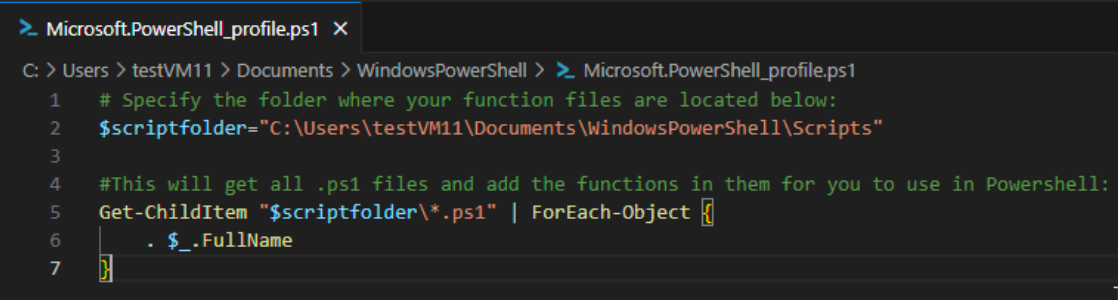 Microsoft.PowerShell_profile.ps1
C: > Users > testVM11 > Documents > WindowsPowerShell > Microsoft.PowerShell_profile.ps1
1 # Specify the folder where your function files are located below:
2 $scriptfolder="C:\Users\testVM11\Documents\WindowsPowerShell\Scripts"
3
4 #This will get all .ps1 files and add the functions in them for you to use in Powershell:
5 Get-ChildItem "$scriptfolder\*.ps1" | ForEach-Object {
6     . $_.FullName
7 }